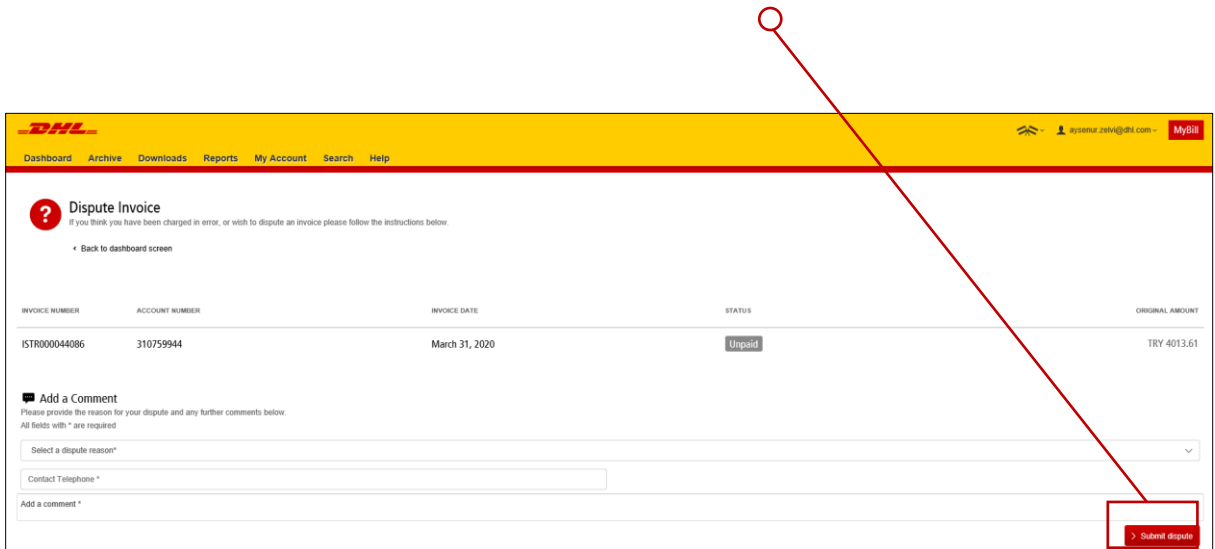 DHL
aysenur.zelvi@dhl.com
MyBill
Dashboard Archive Downloads Reports My Account Search Help
?
Dispute Invoice
If you think you have been charged in error, or wish to dispute an invoice please follow the instructions below.
< Back to dashboard screen
INVOICE NUMBER ACCOUNT NUMBER INVOICE DATE STATUS ORIGINAL AMOUNT
ISTR000044086 310759944 March 31, 2020 Unpaid TRY 4013.61
Add a Comment
Please provide the reason for your dispute and any further comments below.
All fields with * are required
Select a dispute reason*
Contact Telephone *
Add a comment *
> Submit dispute